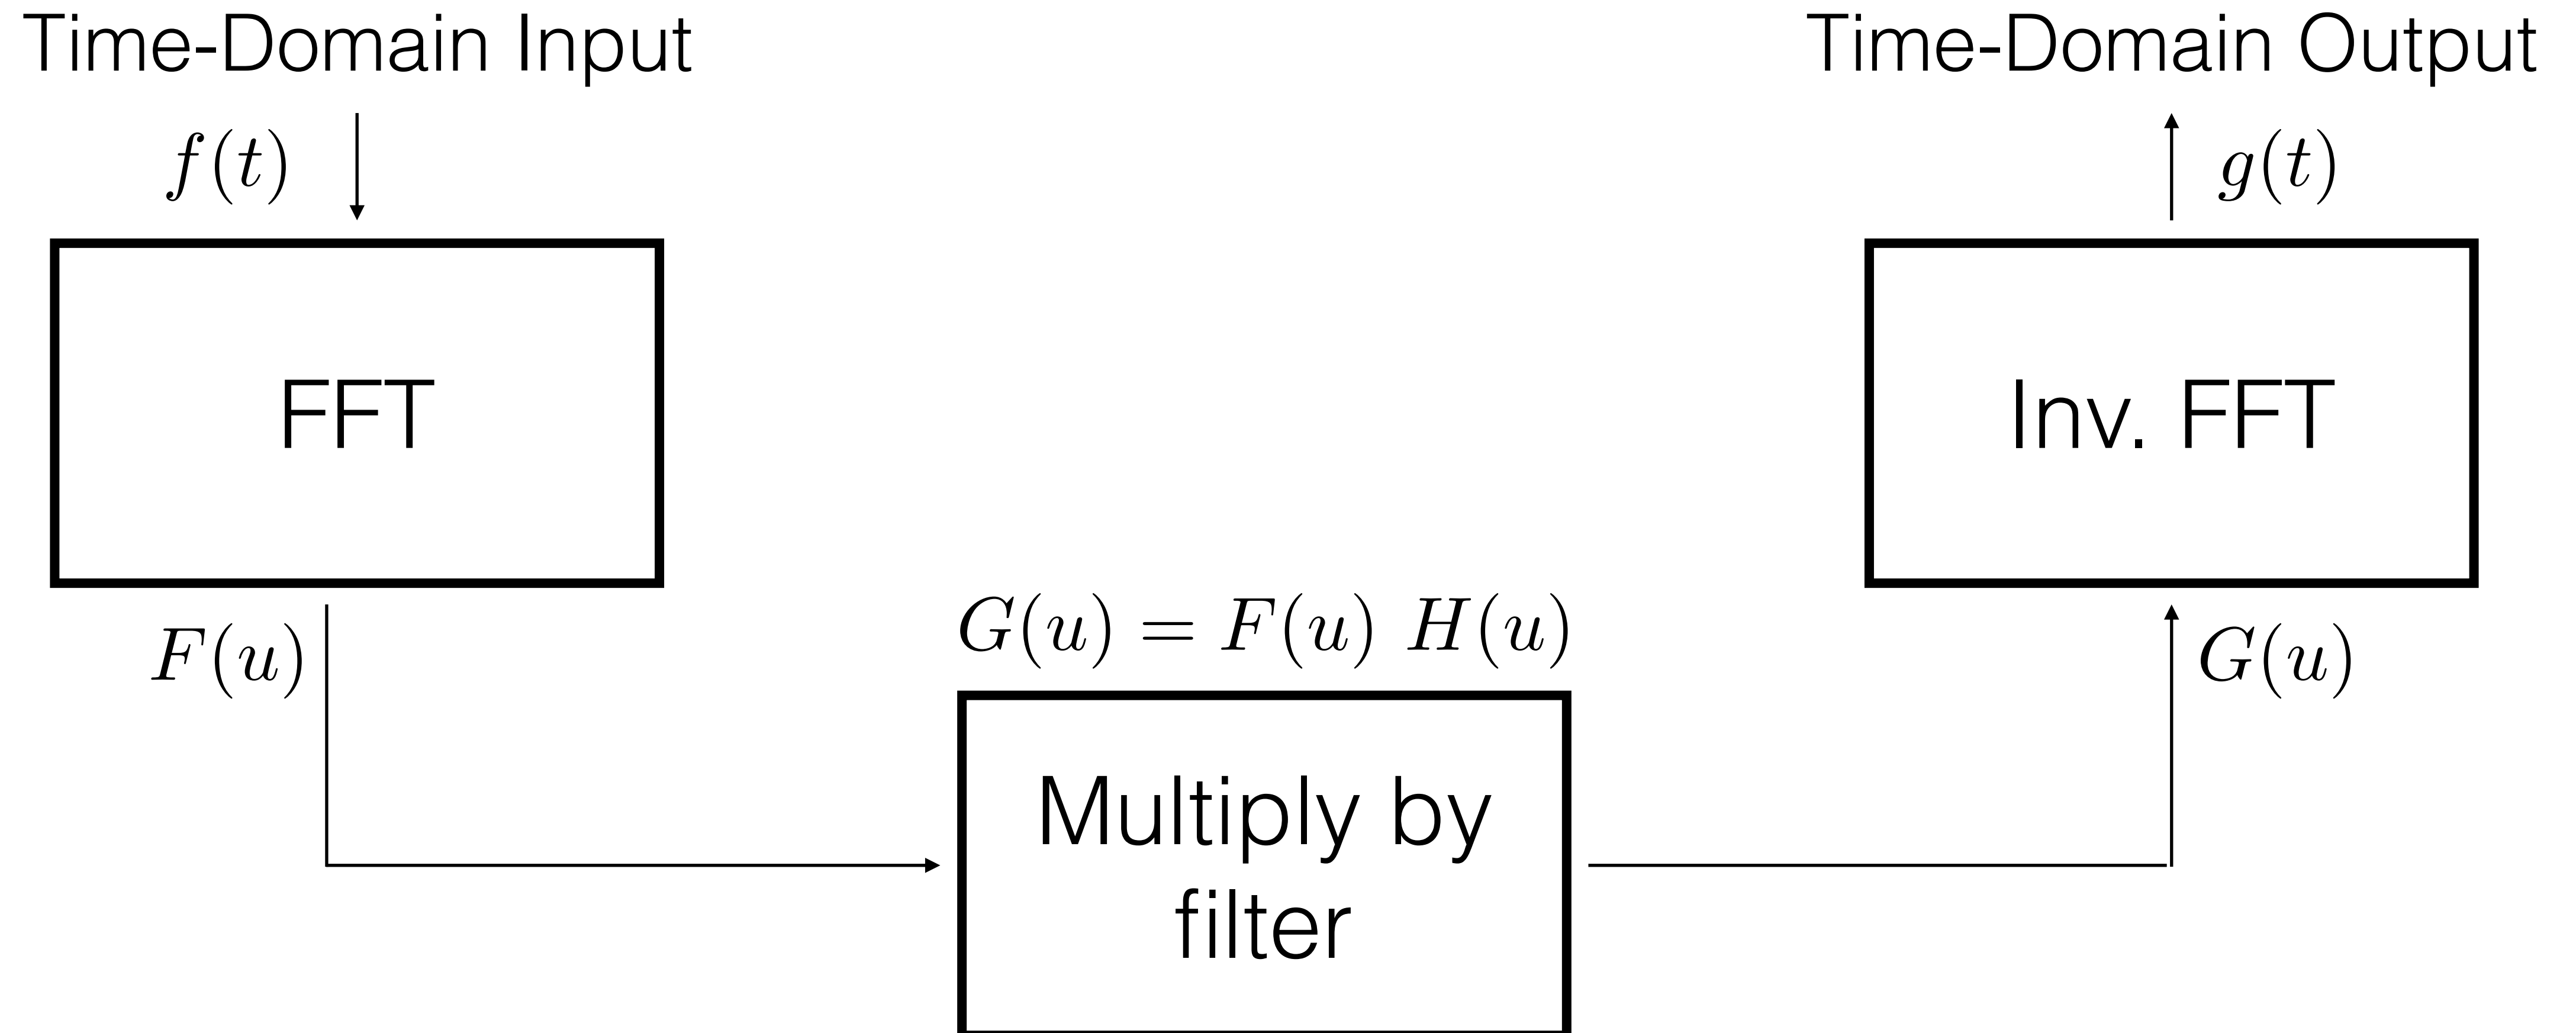 Time-Domain Input
f(t)
FFT
F(u)
G(u) = F(u) H(u)
Multiply by
filter
Time-Domain Output
g(t)
Inv. FFT
G(u)